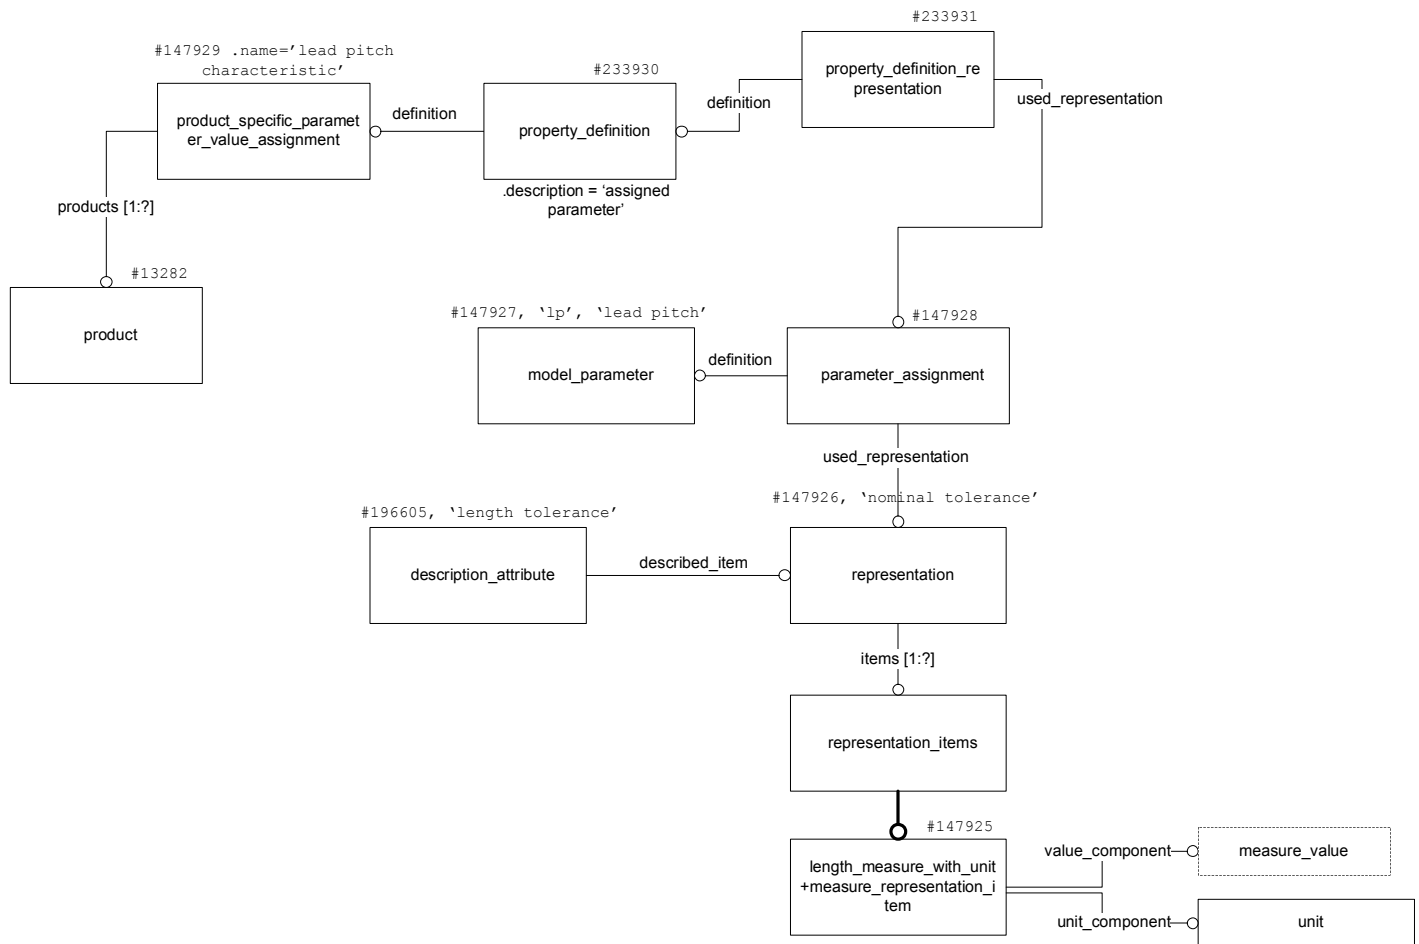 #233931
#147929 .name=’lead pitch
characteristic’
#233930
property_definition_re
presentation
used_representation
definition
definition
product_specific_paramet
er_value_assignment
property_definition
.description = ‘assigned
parameter’
products [1:?]
#13282
product
#147927, ‘lp’, ‘lead pitch’
#147928
model_parameter
definition
parameter_assignment
used_representation
#147926, ‘nominal tolerance’
#196605, ‘length tolerance’
description_attribute
described_item
representation
items [1:?]
representation_items
#147925
length_measure_with_unit
+measure_representation_i
tem
value_component
measure_value
unit_component
unit